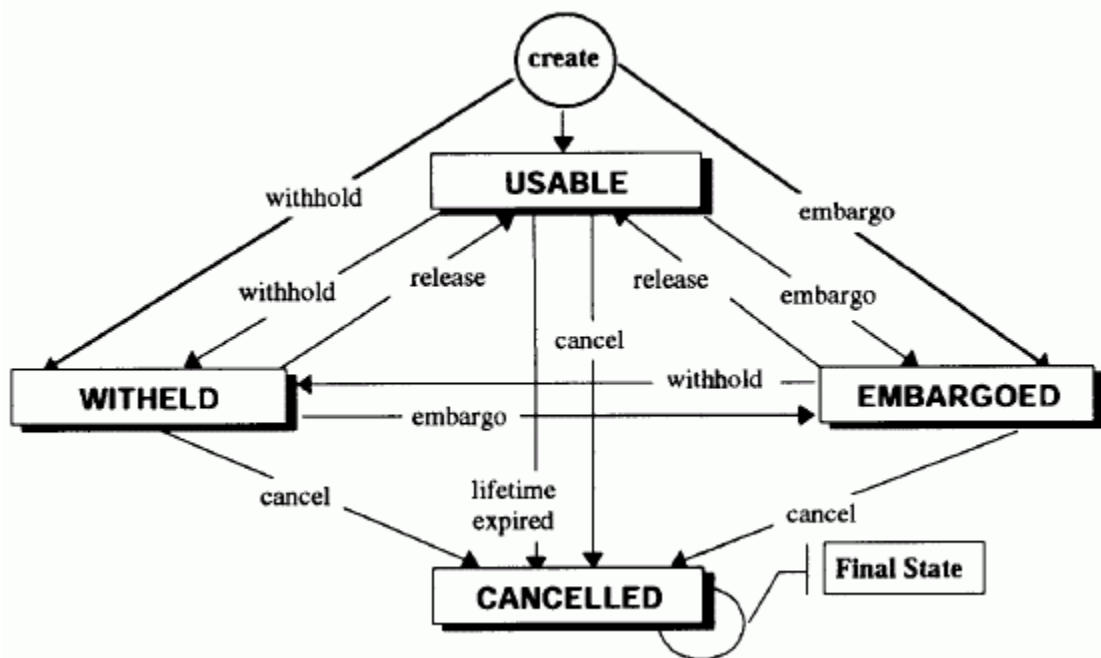 create
USABLE
withhold
embargo
withhold
release
release
embargo
cancel
WITHELD
withhold
embargo
EMBARGOED
cancel
lifetime
expired
cancel
CANCELLED
Final State